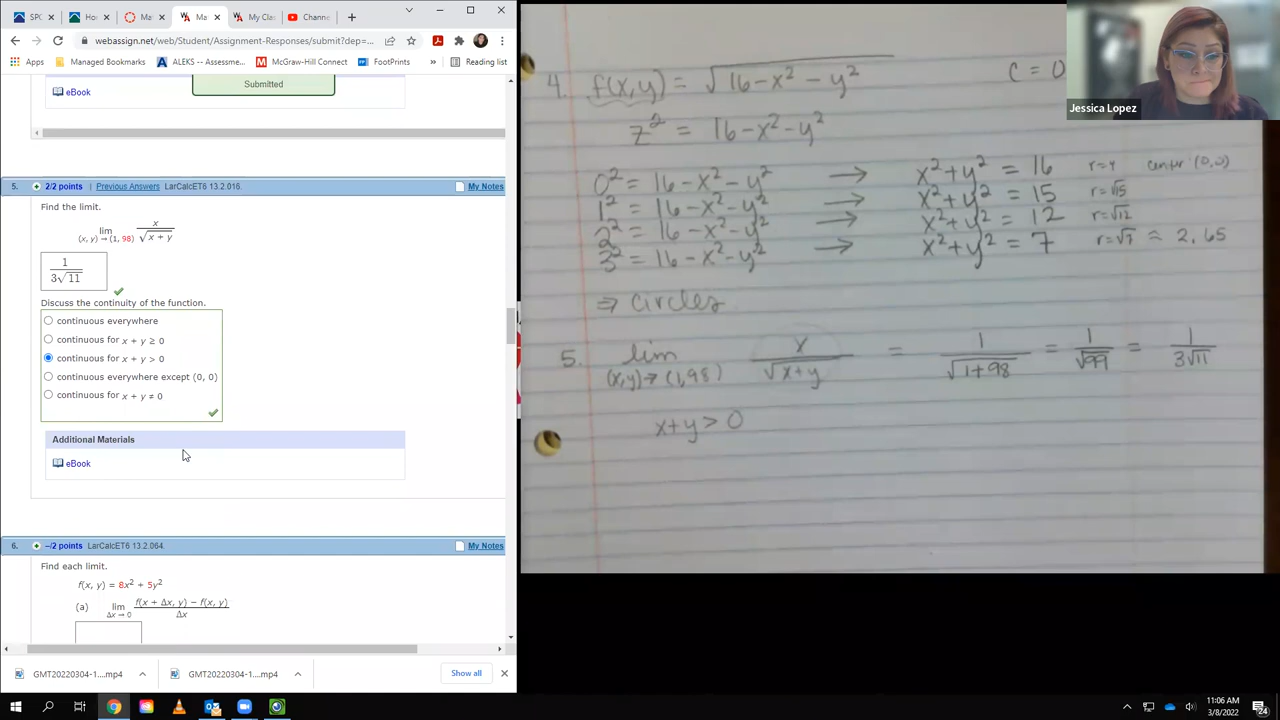 SPC
Hom
Ma
Ma
My Cla
Channe
webassign.net/web/Student/Assignment-Responses/submit?dep=...
Apps
Managed Bookmarks
ALEKS -- Assessme...
McGraw-Hill Connect
FootPrints
»
Reading list
Submitted
eBook
5.
2/2 points | Previous Answers LarCalcET6 13.2.016.
My Notes
Find the limit.
lim (x, y) → (1, 98) x / √(x + y)
1 / 3√11
Discuss the continuity of the function.
continuous everywhere
continuous for x + y ≥ 0
continuous for x + y > 0
continuous everywhere except (0, 0)
continuous for x + y ≠ 0
Additional Materials
eBook
6.
–/2 points LarCalcET6 13.2.064.
My Notes
Find each limit.
f(x, y) = 8x² + 5y²
(a) lim Δx → 0 f(x + Δx, y) − f(x, y) / Δx
GMT20220304-1....mp4
GMT20220304-1....mp4
Show all
4. f(x,y) = √(16-x²-y²) C = 0
z² = 16-x²-y²
0² = 16-x²-y² → x²+y² = 16 r=4 center (0,0)
1² = 16-x²-y² → x²+y² = 15 r=√15
2² = 16-x²-y² → x²+y² = 12 r=√12
3² = 16-x²-y² → x²+y² = 7 r=√7 ≈ 2.65
⇒ circles
5. lim (x,y)→(1,98) x / √(x+y) = 1 / √(1+98) = 1 / √99 = 1 / 3√11
x+y > 0
Jessica Lopez
11:06 AM
3/8/2022
24